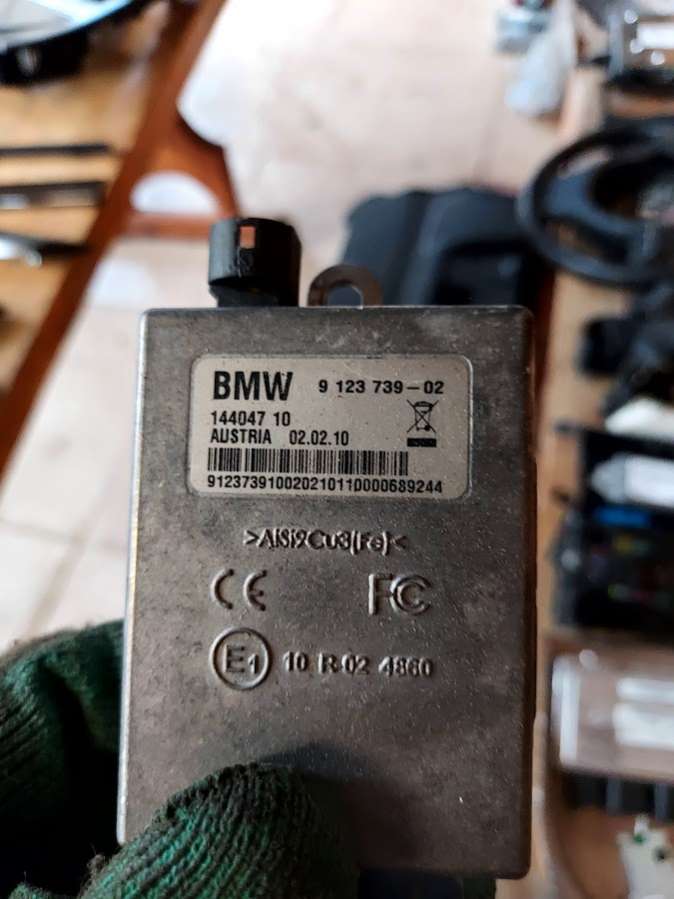 BMW 9 123 739-02
144047 10
AUSTRIA 02.02.10
912373910020210110000689244
>AlSi9Cu3(Fe)<
CE FC
E1 10 R-02 4860